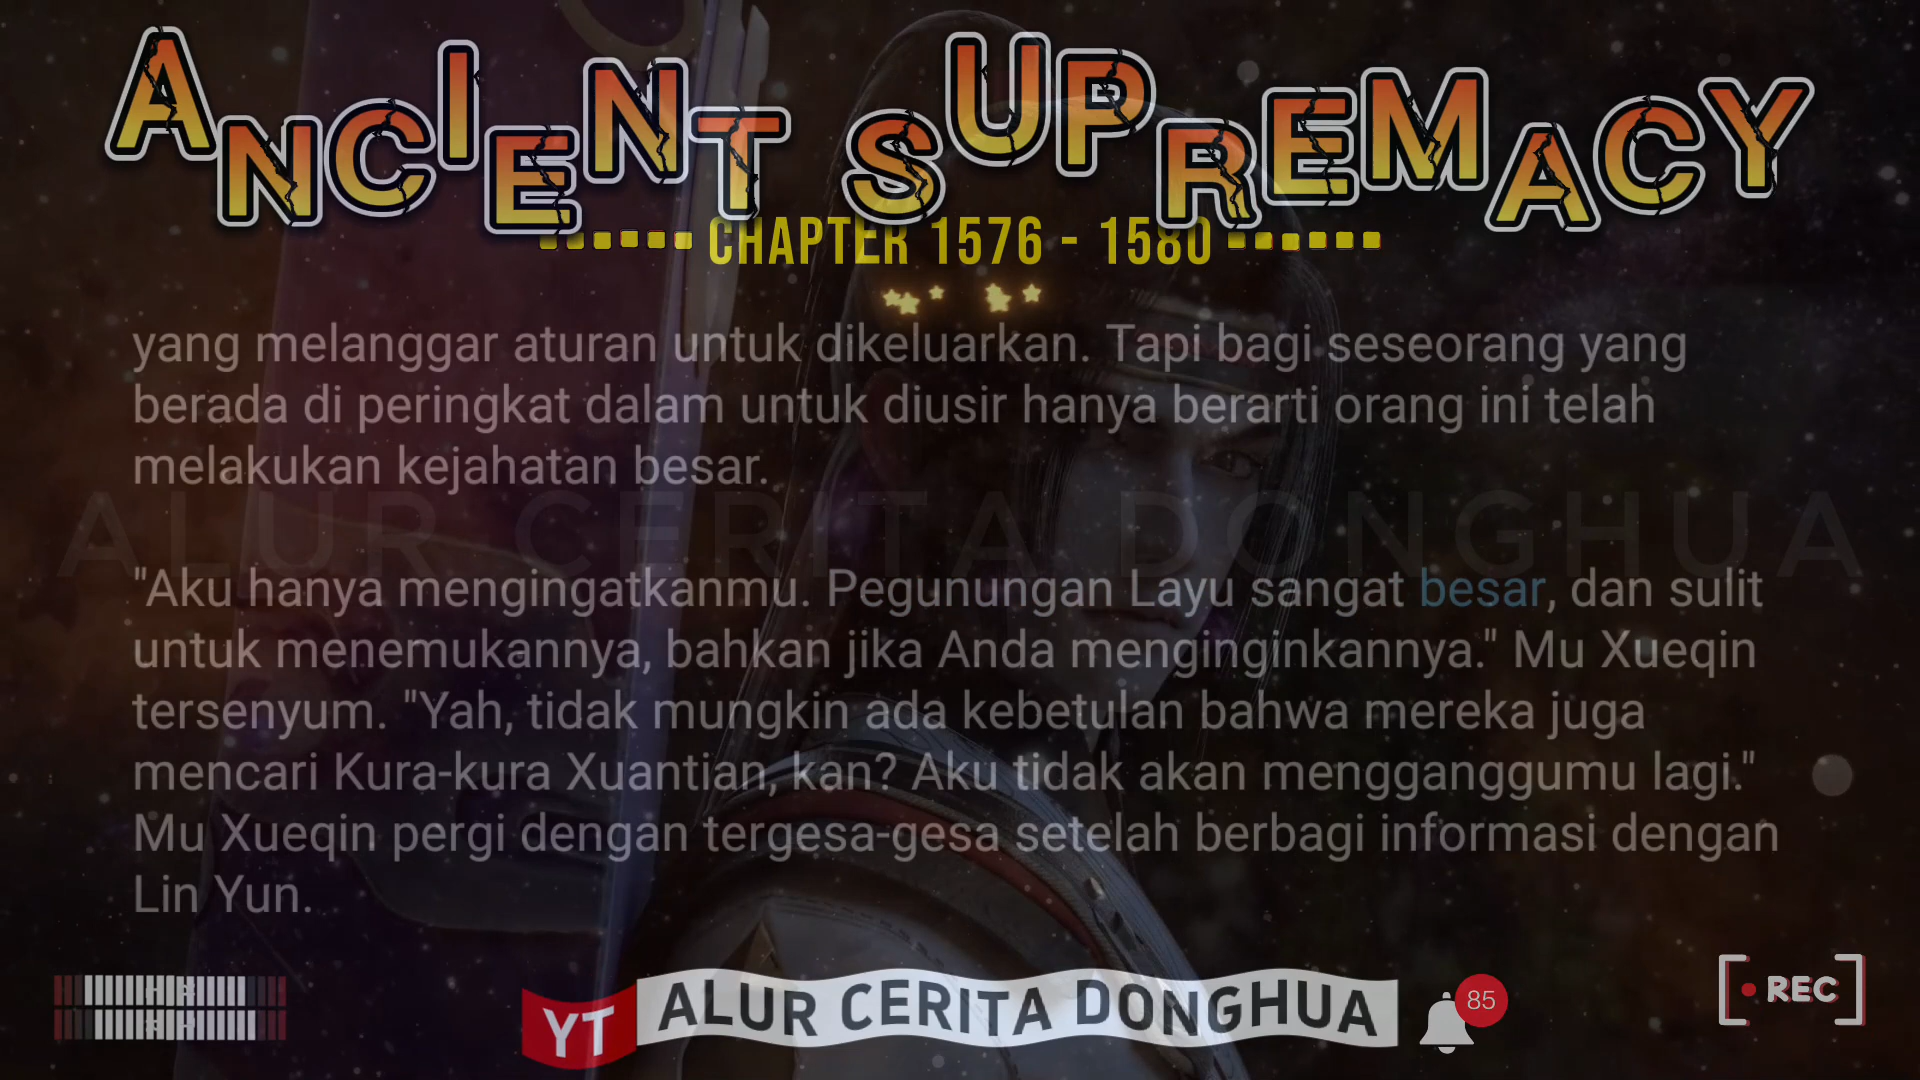 ANCIENT SUPREMACY
CHAPTER 1576 - 1580
yang melanggar aturan untuk dikeluarkan. Tapi bagi seseorang yang
berada di peringkat dalam untuk diusir hanya berarti orang ini telah
melakukan kejahatan besar.
ALUR CERITA DONGHUA
"Aku hanya mengingatkanmu. Pegunungan Layu sangat besar, dan sulit
untuk menemukannya, bahkan jika Anda menginginkannya." Mu Xueqin
tersenyum. "Yah, tidak mungkin ada kebetulan bahwa mereka juga
mencari Kura-kura Xuantian, kan? Aku tidak akan mengganggumu lagi."
Mu Xueqin pergi dengan tergesa-gesa setelah berbagi informasi dengan
Lin Yun.
YT ALUR CERITA DONGHUA
85
REC